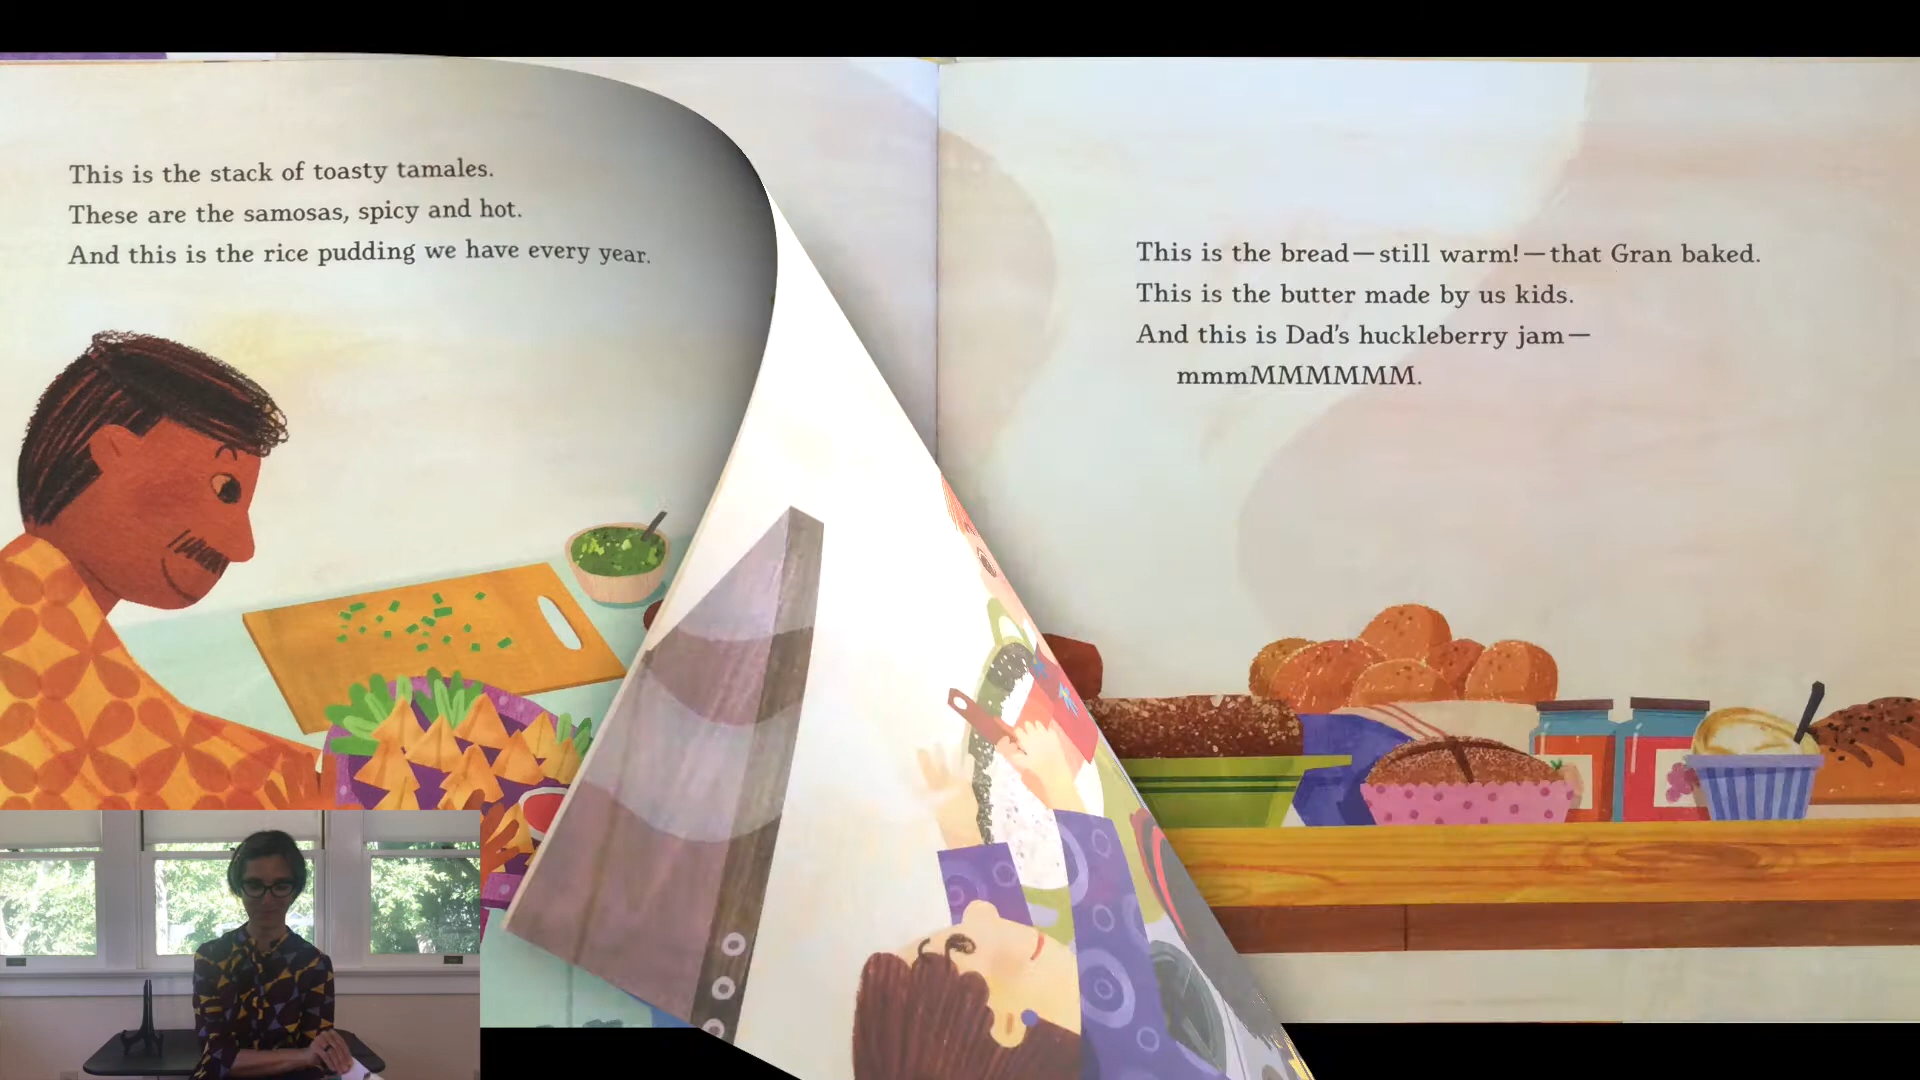 This is the stack of toasty tamales.
These are the samosas, spicy and hot.
And this is the rice pudding we have every year.
This is the bread—still warm!—that Gran baked.
This is the butter made by us kids.
And this is Dad's huckleberry jam—
mmmMMMMMM.